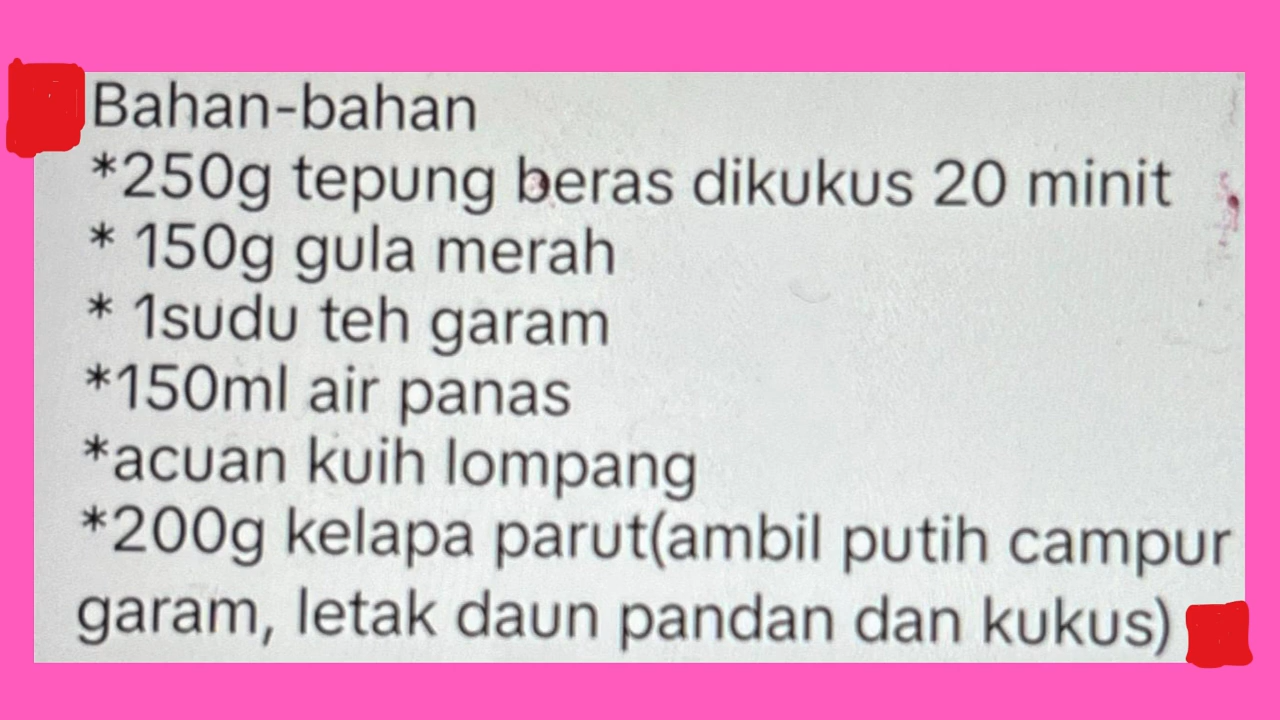 Bahan-bahan
*250g tepung beras dikukus 20 minit
* 150g gula merah
* 1sudu teh garam
*150ml air panas
*acuan kuih lompang
*200g kelapa parut(ambil putih campur
garam, letak daun pandan dan kukus)